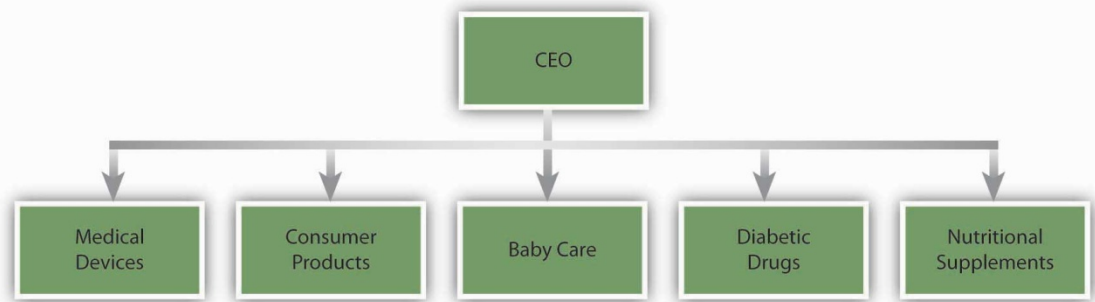 CEO
Medical
Devices
Consumer
Products
Baby Care
Diabetic
Drugs
Nutritional
Supplements